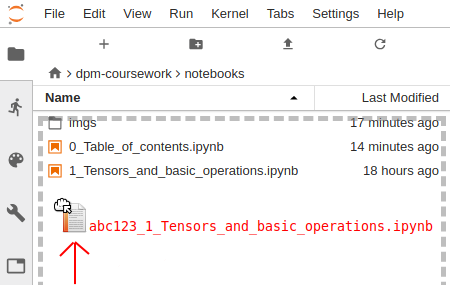 File Edit View Run Kernel Tabs Settings Help
> dpm-coursework > notebooks
Name Last Modified
imgs 17 minutes ago
0_Table_of_contents.ipynb 14 minutes ago
1_Tensors_and_basic_operations.ipynb 18 hours ago
abc123_1_Tensors_and_basic_operations.ipynb